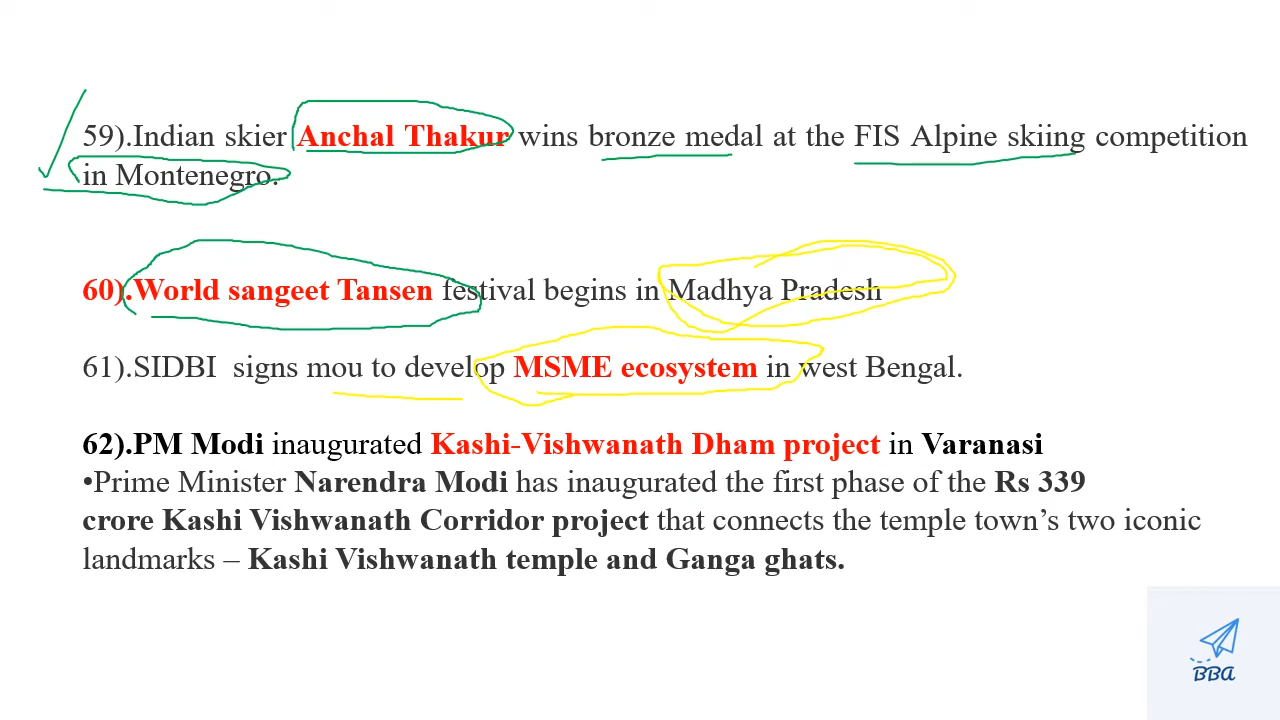 59).Indian skier Anchal Thakur wins bronze medal at the FIS Alpine skiing competition
in Montenegro.
60).World sangeet Tansen festival begins in Madhya Pradesh
61).SIDBI  signs mou to develop MSME ecosystem in west Bengal.
62).PM Modi inaugurated Kashi-Vishwanath Dham project in Varanasi
•Prime Minister Narendra Modi has inaugurated the first phase of the Rs 339
crore Kashi Vishwanath Corridor project that connects the temple town’s two iconic
landmarks – Kashi Vishwanath temple and Ganga ghats.
BBA